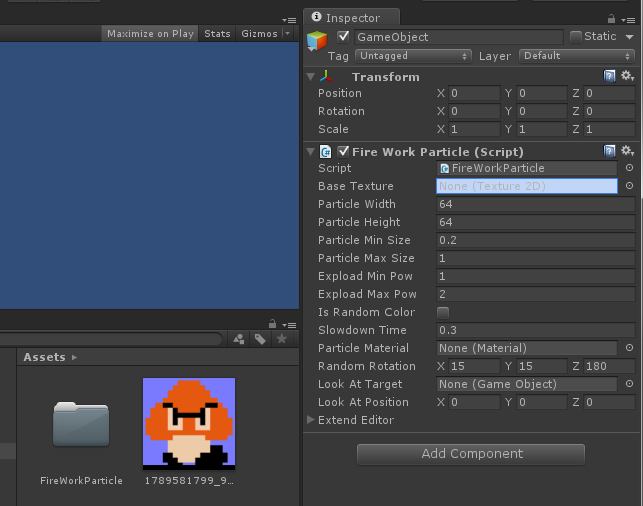 Inspector
Maximize on Play Stats Gizmos
GameObject Static
Tag Untagged Layer Default
Transform
Position X 0 Y 0 Z 0
Rotation X 0 Y 0 Z 0
Scale X 1 Y 1 Z 1
Fire Work Particle (Script)
Script FireWorkParticle
Base Texture None (Texture 2D)
Particle Width 64
Particle Height 64
Particle Min Size 0.2
Particle Max Size 1
Expload Min Pow 1
Expload Max Pow 2
Is Random Color
Slowdown Time 0.3
Particle Material None (Material)
Random Rotation X 15 Y 15 Z 180
Look At Target None (Game Object)
Look At Position X 0 Y 0 Z 0
Extend Editor
Add Component
Assets
FireWorkParticle
1789581799_9...